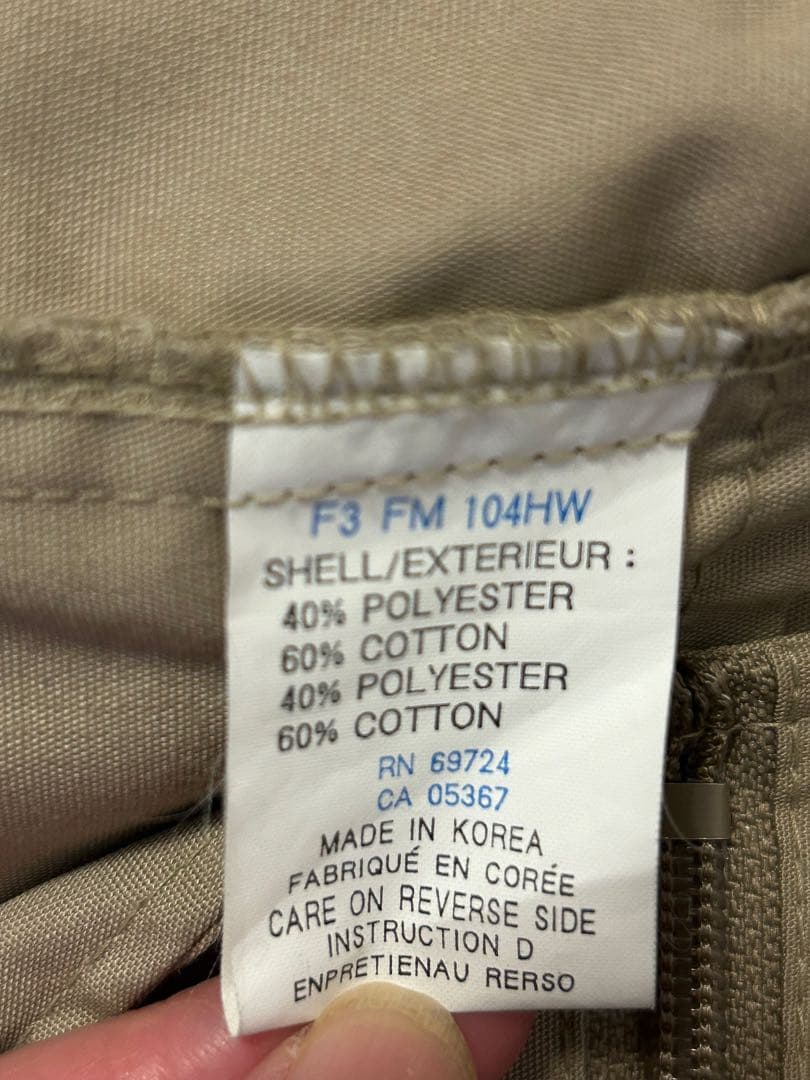 F3 FM 104HW
SHELL/EXTERIEUR :
40% POLYESTER
60% COTTON
40% POLYESTER
60% COTTON
RN 69724
CA 05367
MADE IN KOREA
FABRIQUÉ EN CORÉE
CARE ON REVERSE SIDE
INSTRUCTION D
ENPRETIENAU RERSO